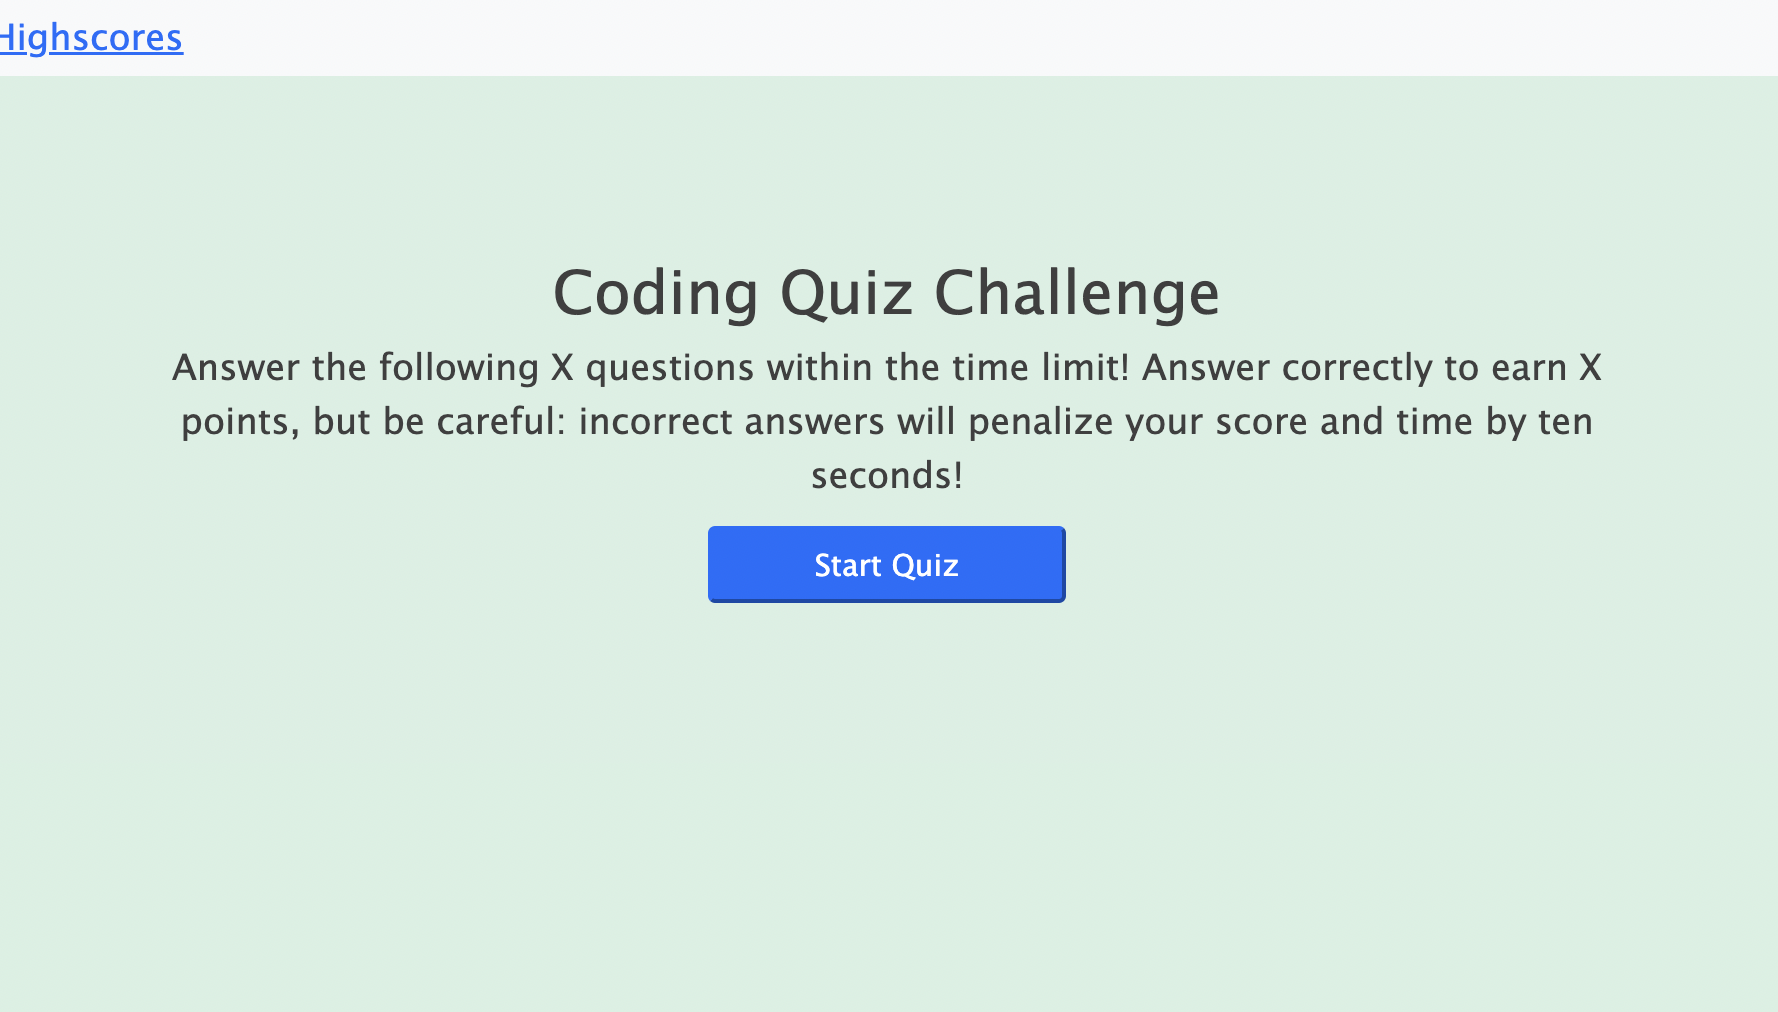 Highscores
Coding Quiz Challenge
Answer the following X questions within the time limit! Answer correctly to earn X
points, but be careful: incorrect answers will penalize your score and time by ten
seconds!
Start Quiz